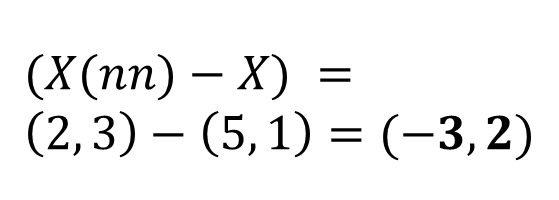 (X(nn) − X) =
(2, 3) − (5, 1) = (−3, 2)